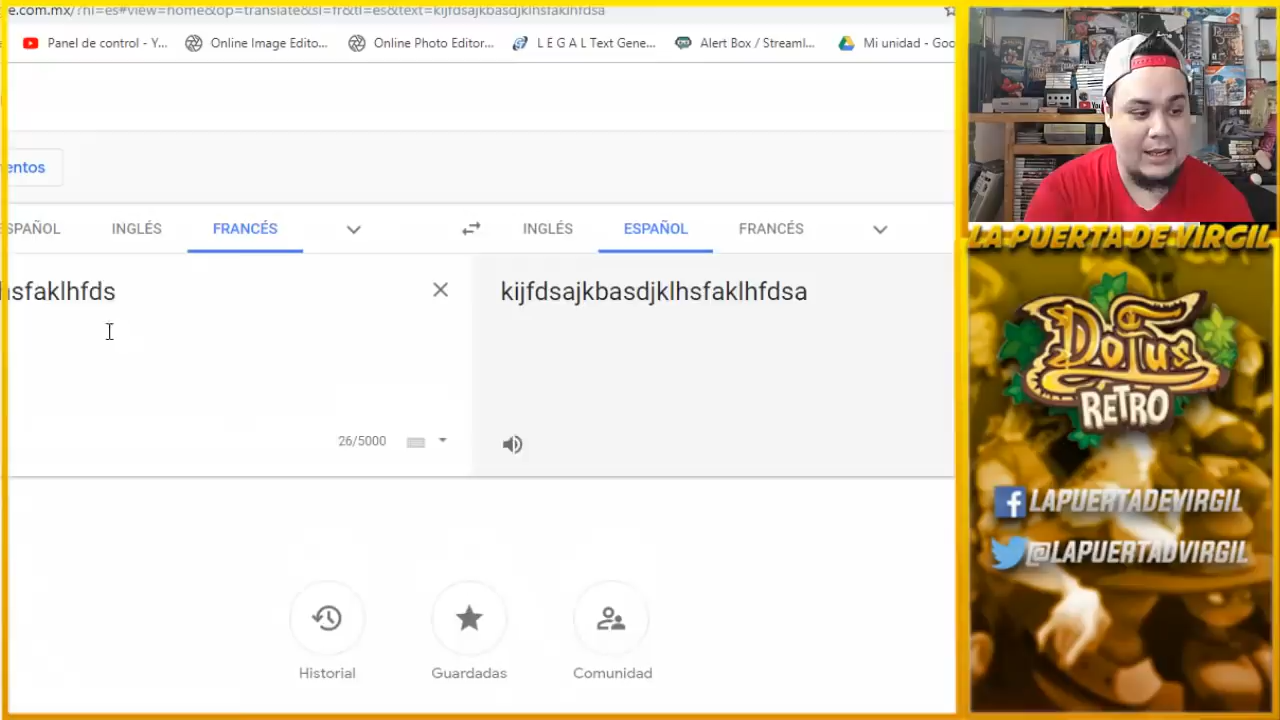 e.com.mx/?hl=es#view=home&op=translate&sl=fr&tl=es&text=kijfdsajkbasdjklhsfaklhfdsa
Panel de control - Y...
Online Image Edito...
Online Photo Editor...
L E G A L Text Gene...
Alert Box / Streaml...
Mi unidad - Goo
entos
SPAÑOL
INGLÉS
FRANCÉS
INGLÉS
ESPAÑOL
FRANCÉS
hsfaklhfds
kijfdsajkbasdjklhsfaklhfdsa
26/5000
Historial
Guardadas
Comunidad
LA PUERTA DE VIRGIL
DOFUS
RETRO
LAPUERTADEVIRGIL
@LAPUERTADVIRGIL